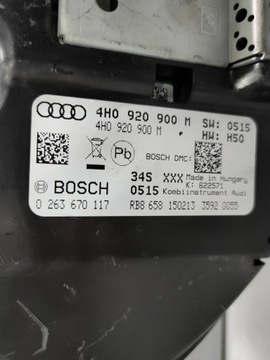 4H0 920 900 M SW: 0515
4H0 920 900 M HW: H50
Pb
BOSCH DMC:
34S XXX Made in Hungary
K: 622571
BOSCH 0515 Kombiinstrument Audi
0 263 670 117 RB8 658 150213 3592 0055